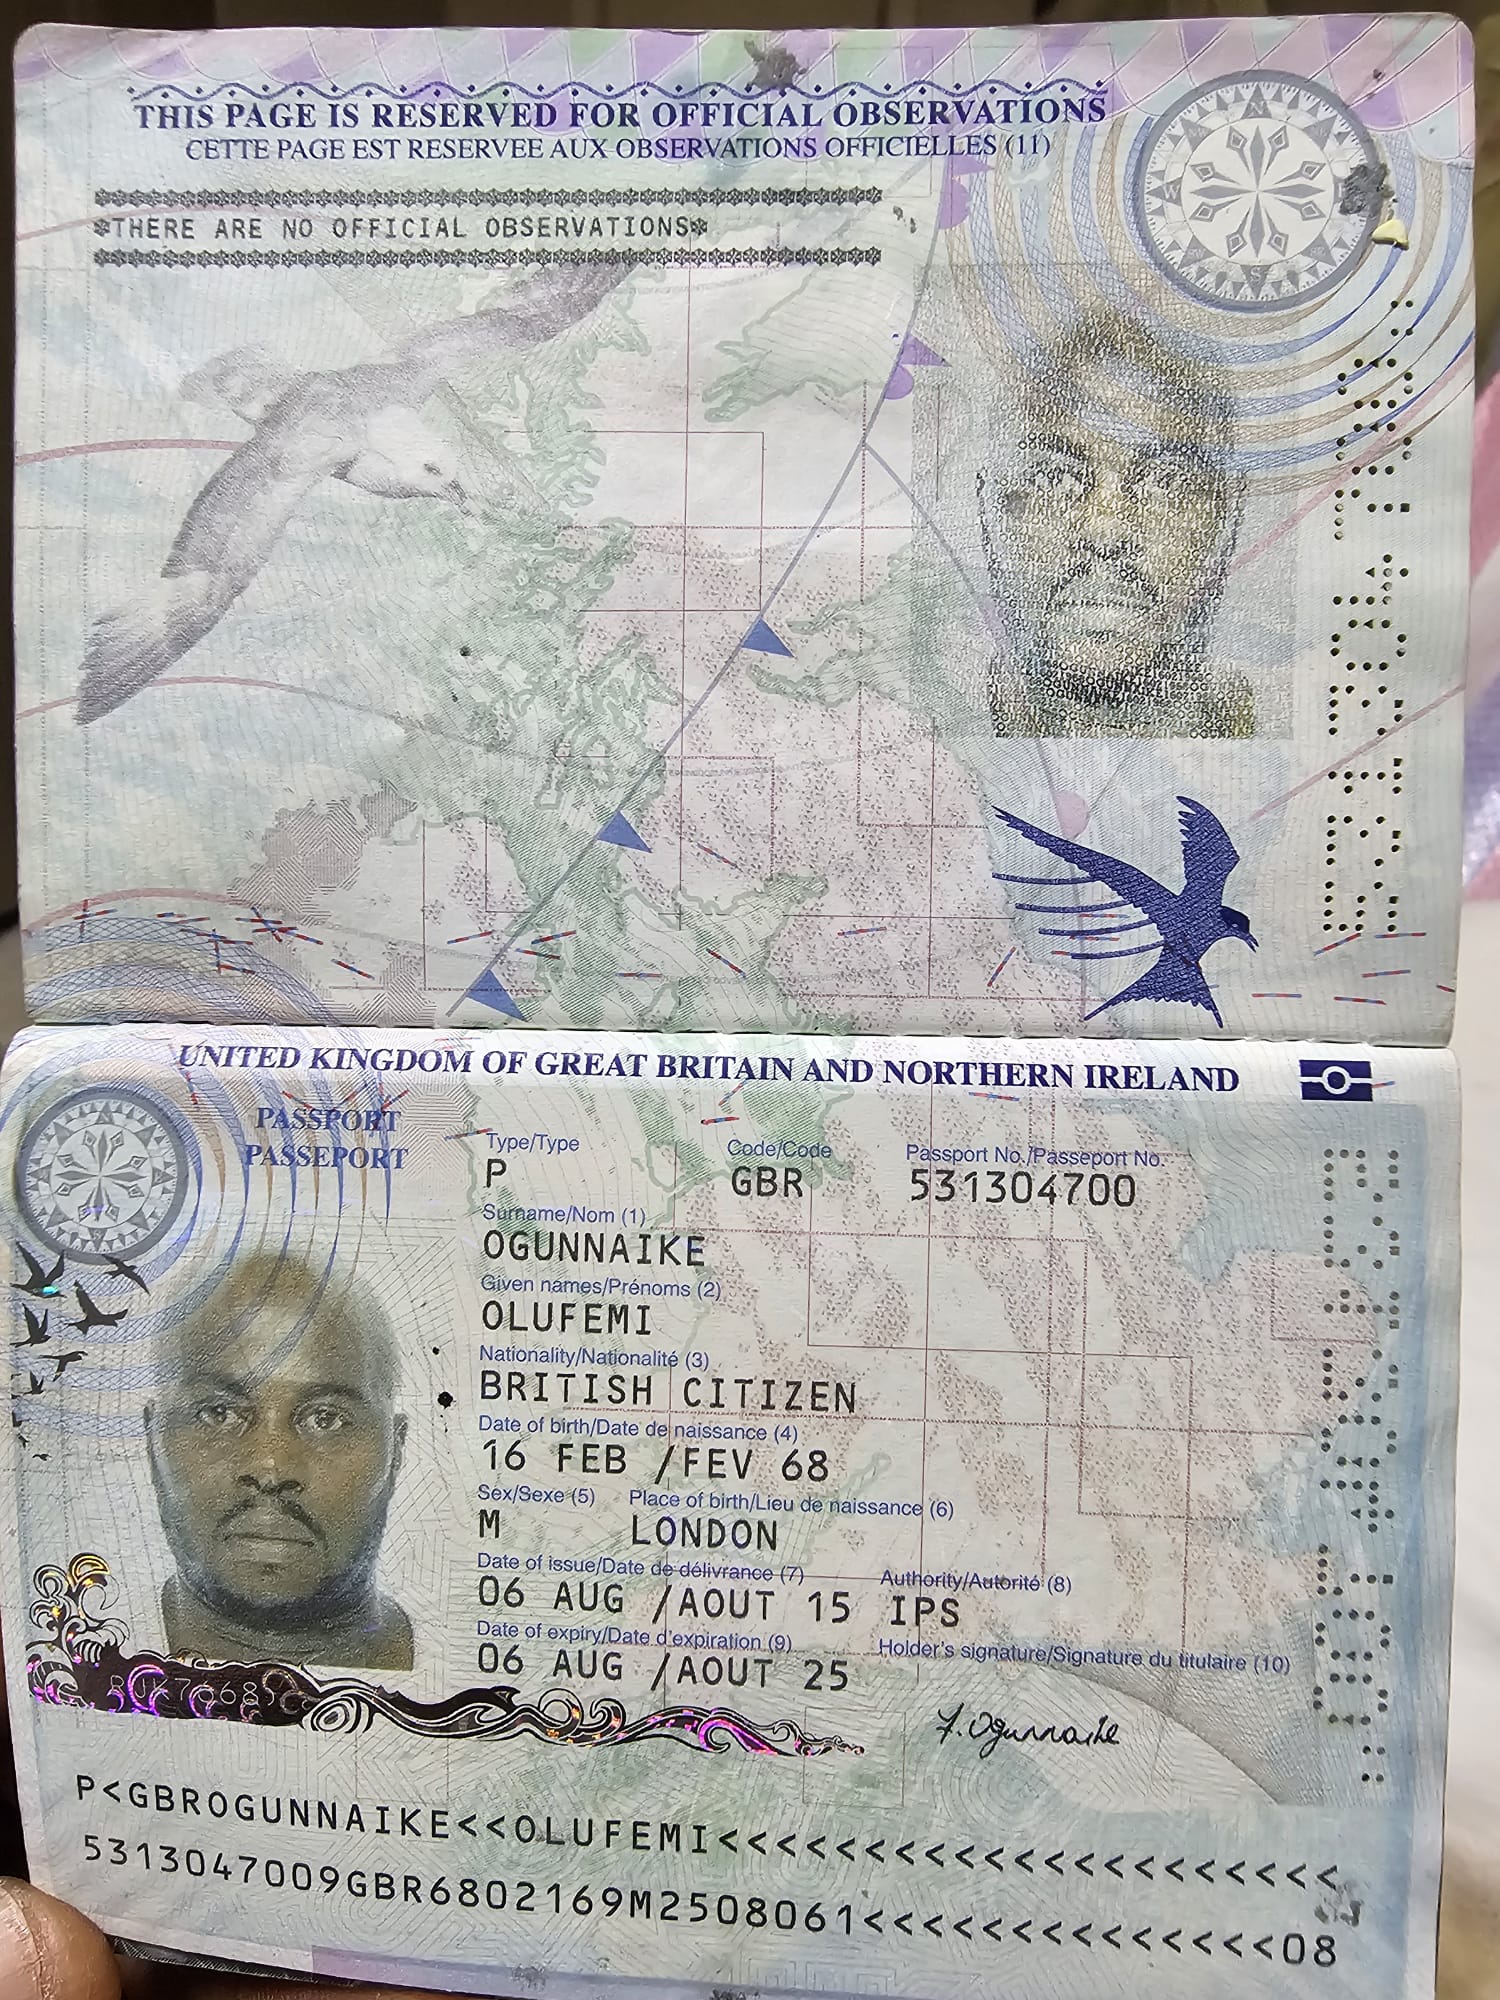 THIS PAGE IS RESERVED FOR OFFICIAL OBSERVATIONS
CETTE PAGE EST RESERVEE AUX OBSERVATIONS OFFICIELLES (11)
*THERE ARE NO OFFICIAL OBSERVATIONS*
UNITED KINGDOM OF GREAT BRITAIN AND NORTHERN IRELAND
PASSPORT
PASSEPORT
Type/Type Code/Code Passport No./Passeport No.
P GBR 531304700
Surname/Nom (1)
OGUNNAIKE
Given names/Prénoms (2)
OLUFEMI
Nationality/Nationalité (3)
BRITISH CITIZEN
Date of birth/Date de naissance (4)
16 FEB /FEV 68
Sex/Sexe (5) Place of birth/Lieu de naissance (6)
M LONDON
Date of issue/Date de délivrance (7) Authority/Autorité (8)
06 AUG /AOUT 15 IPS
Date of expiry/Date d'expiration (9) Holder's signature/Signature du titulaire (10)
06 AUG /AOUT 25
F. Ogunnaike
P<GBROGUNNAIKE<<OLUFEMI<<<<<<<<<<<<<<<<<<<<<
5313047009GBR6802169M2508061<<<<<<<<<<<<<<08